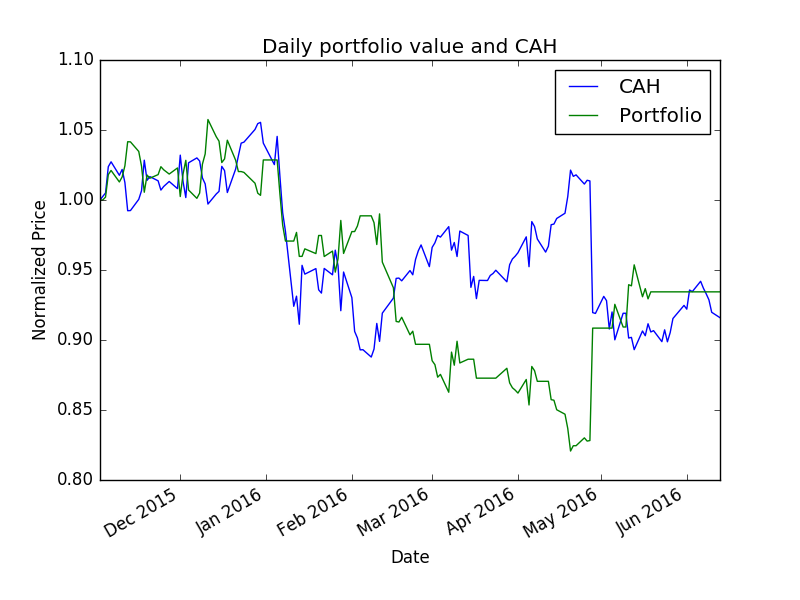 Daily portfolio value and CAH
1.10
1.05
1.00
0.95
0.90
0.85
0.80
Normalized Price
CAH
Portfolio
Dec 2015
Jan 2016
Feb 2016
Mar 2016
Apr 2016
May 2016
Jun 2016
Date